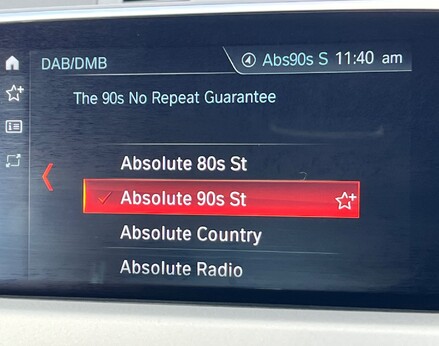 DAB/DMB
Abs90s S 11:40 am
The 90s No Repeat Guarantee
Absolute 80s St
Absolute 90s St
Absolute Country
Absolute Radio